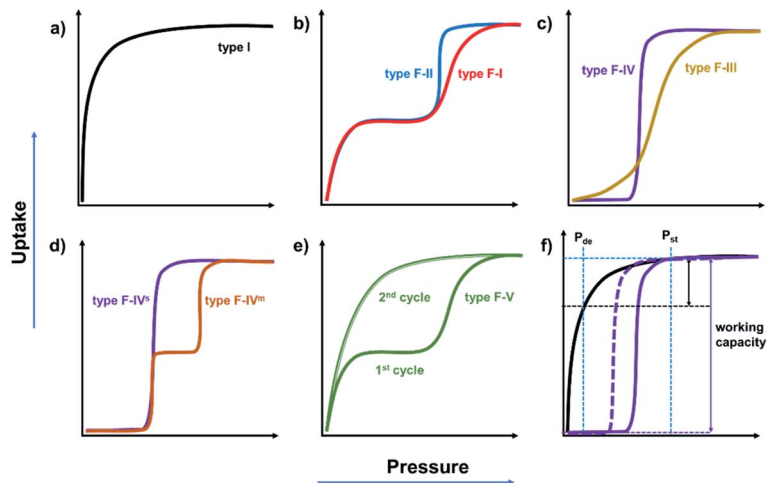 a)
type I
b)
type F-II
type F-I
c)
type F-IV
type F-III
Uptake
d)
type F-IVˢ
type F-IVᵐ
e)
2nd cycle
type F-V
1st cycle
f)
Pde
Pst
working
capacity
Pressure